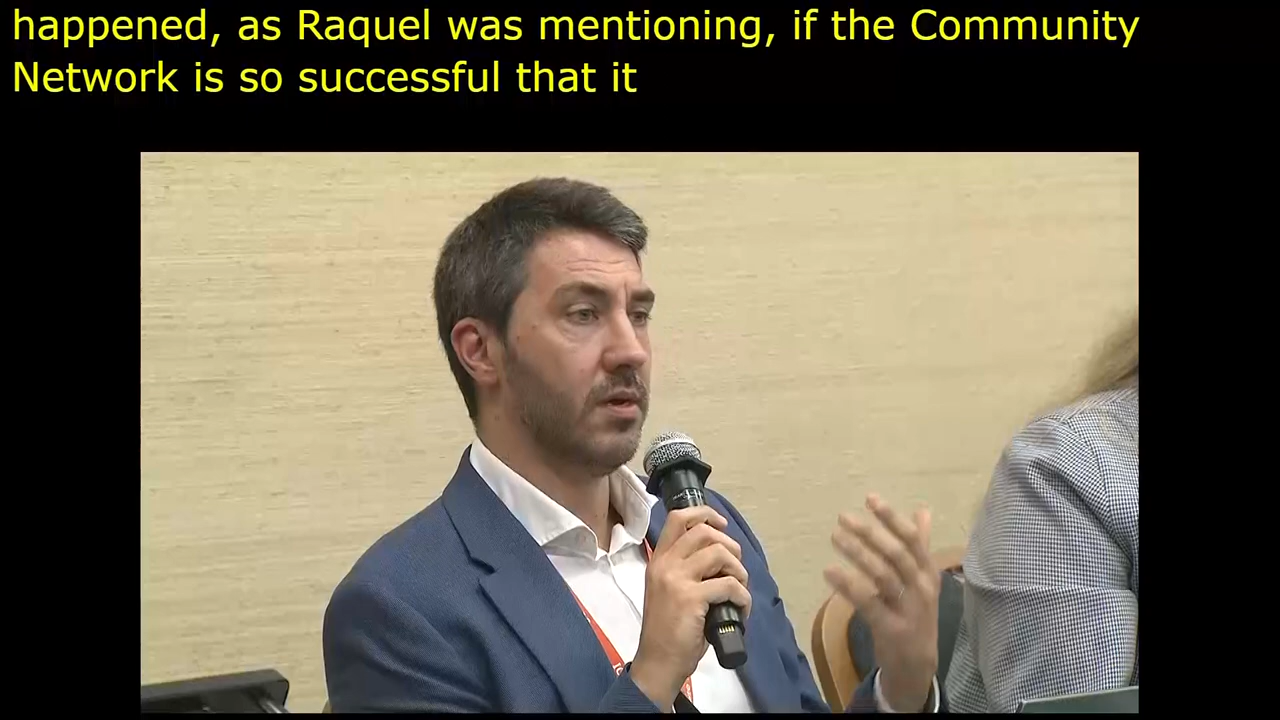 happened, as Raquel was mentioning, if the Community
Network is so successful that it